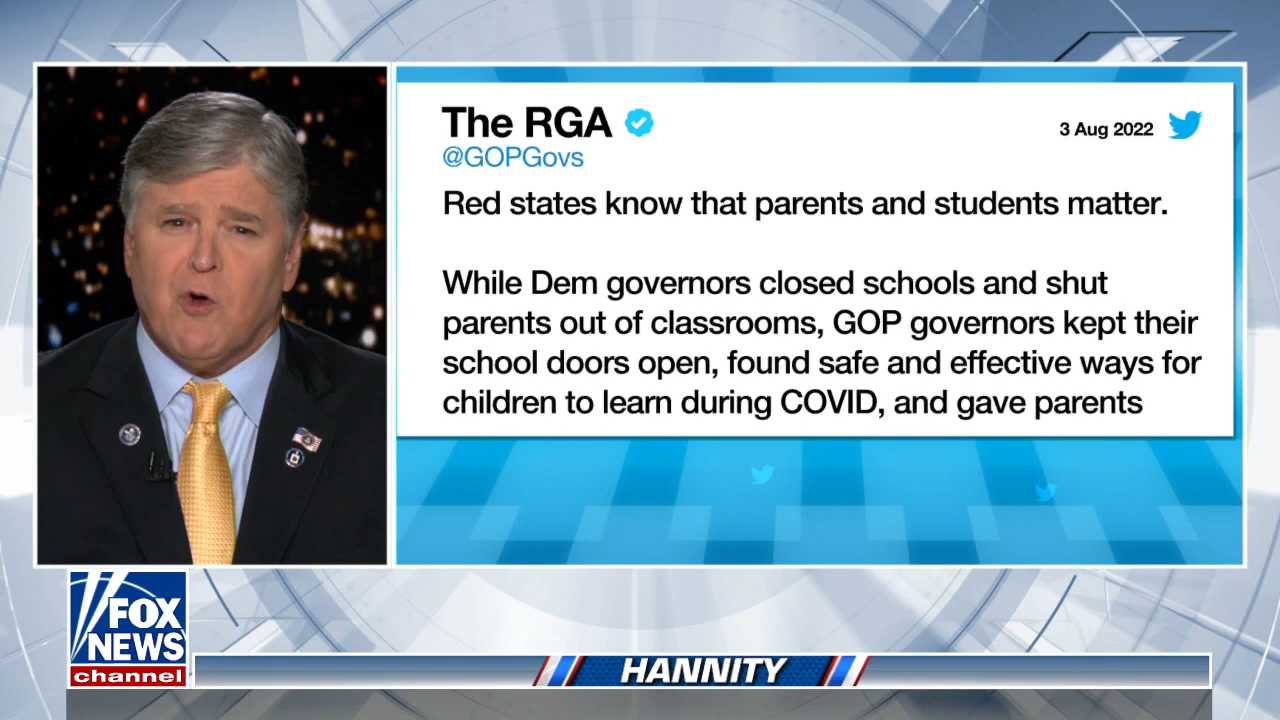 The RGA
@GOPGovs
3 Aug 2022
Red states know that parents and students matter.
While Dem governors closed schools and shut
parents out of classrooms, GOP governors kept their
school doors open, found safe and effective ways for
children to learn during COVID, and gave parents
FOX
NEWS
channel
HANNITY